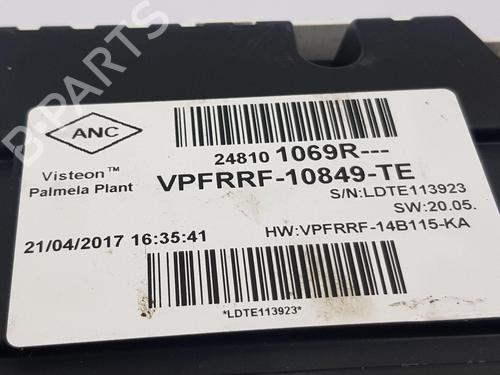 B-PARTS
ANC
Visteon™
Palmela Plant
24810 1069R---
VPFRRF-10849-TE
S/N:LDTE113923
SW:20.05.
21/04/2017 16:35:41
HW:VPFRRF-14B115-KA
*LDTE113923*